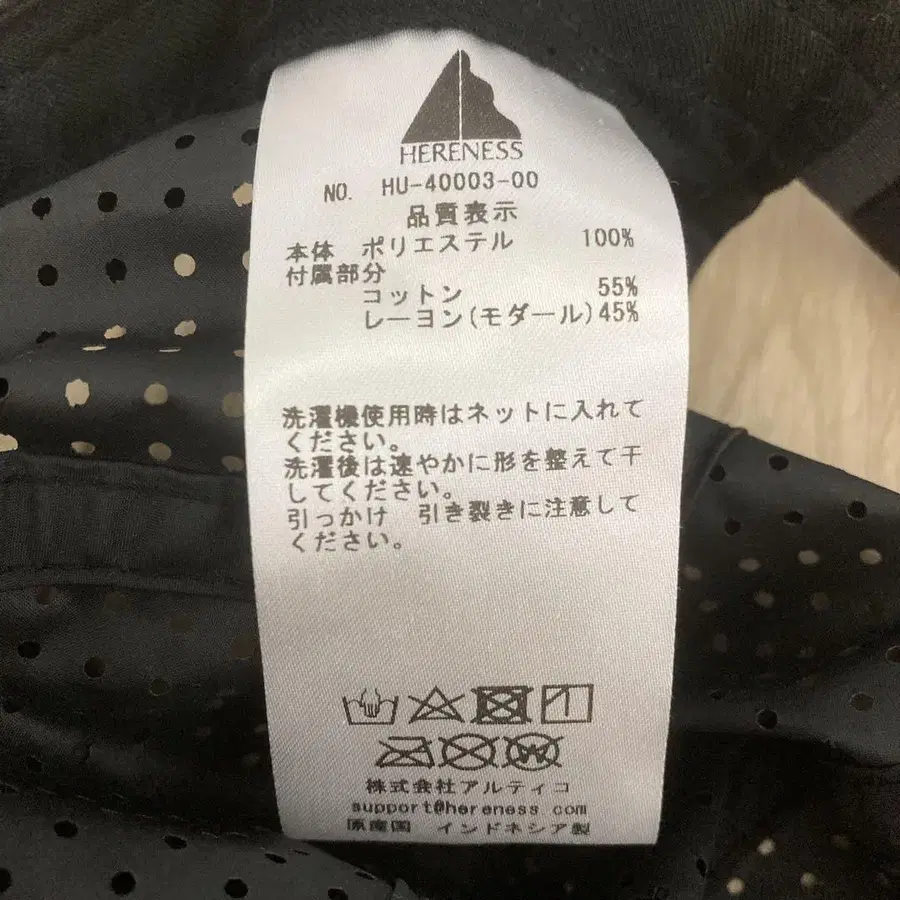 HERENESS
NO. HU-40003-00
品質表示
本体 ポリエステル 100%
付属部分
コットン 55%
レーヨン(モダール)45%
洗濯機使用時はネットに入れて
ください。
洗濯後は速やかに形を整えて干
してください。
引っかけ 引き裂きに注意して
ください。
W
株式会社アルティコ
support@hereness.com
原産国 インドネシア製